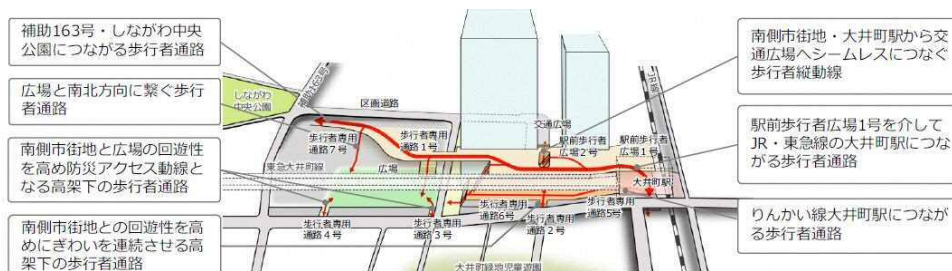 補助163号・しながわ中央
公園につながる歩行者通路
広場と南北方向に繋ぐ歩行
者通路
南側市街地と広場の回遊性
を高め防災アクセス動線と
なる高架下の歩行者通路
南側市街地との回遊性を高
めにぎわいを連続させる高
架下の歩行者通路
しながわ
中央公園
補助163号
区画道路
歩行者専用
通路7号
歩行者専用
通路1号
交通広場
駅前歩行者
広場2号
駅前歩行者
広場1号
JR線
東急大井町線
広場
大井町駅
歩行者専用
通路4号
歩行者専用
通路3号
歩行者専用
通路6号
歩行者専用
通路2号
歩行者専用
通路5号
大井町緑地児童遊園
南側市街地・大井町駅から交
通広場へシームレスにつなぐ
歩行者縦動線
駅前歩行者広場1号を介して
JR・東急線の大井町駅につな
がる歩行者通路
りんかい線大井町駅につなが
る歩行者通路